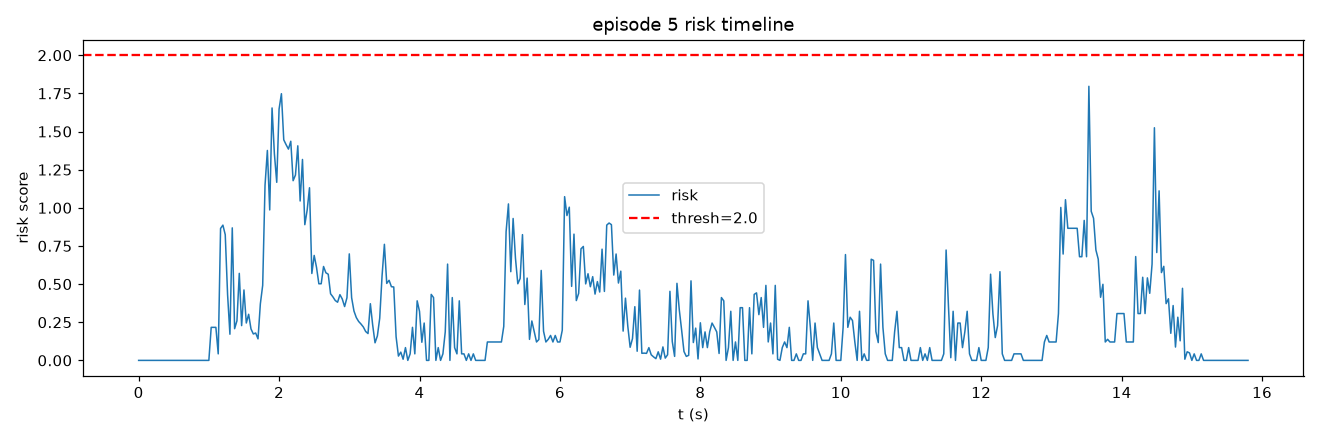 episode 5 risk timeline
2.00
1.75
1.50
1.25
1.00
0.75
0.50
0.25
0.00
risk score
risk
thresh=2.0
0 2 4 6 8 10 12 14 16
t (s)